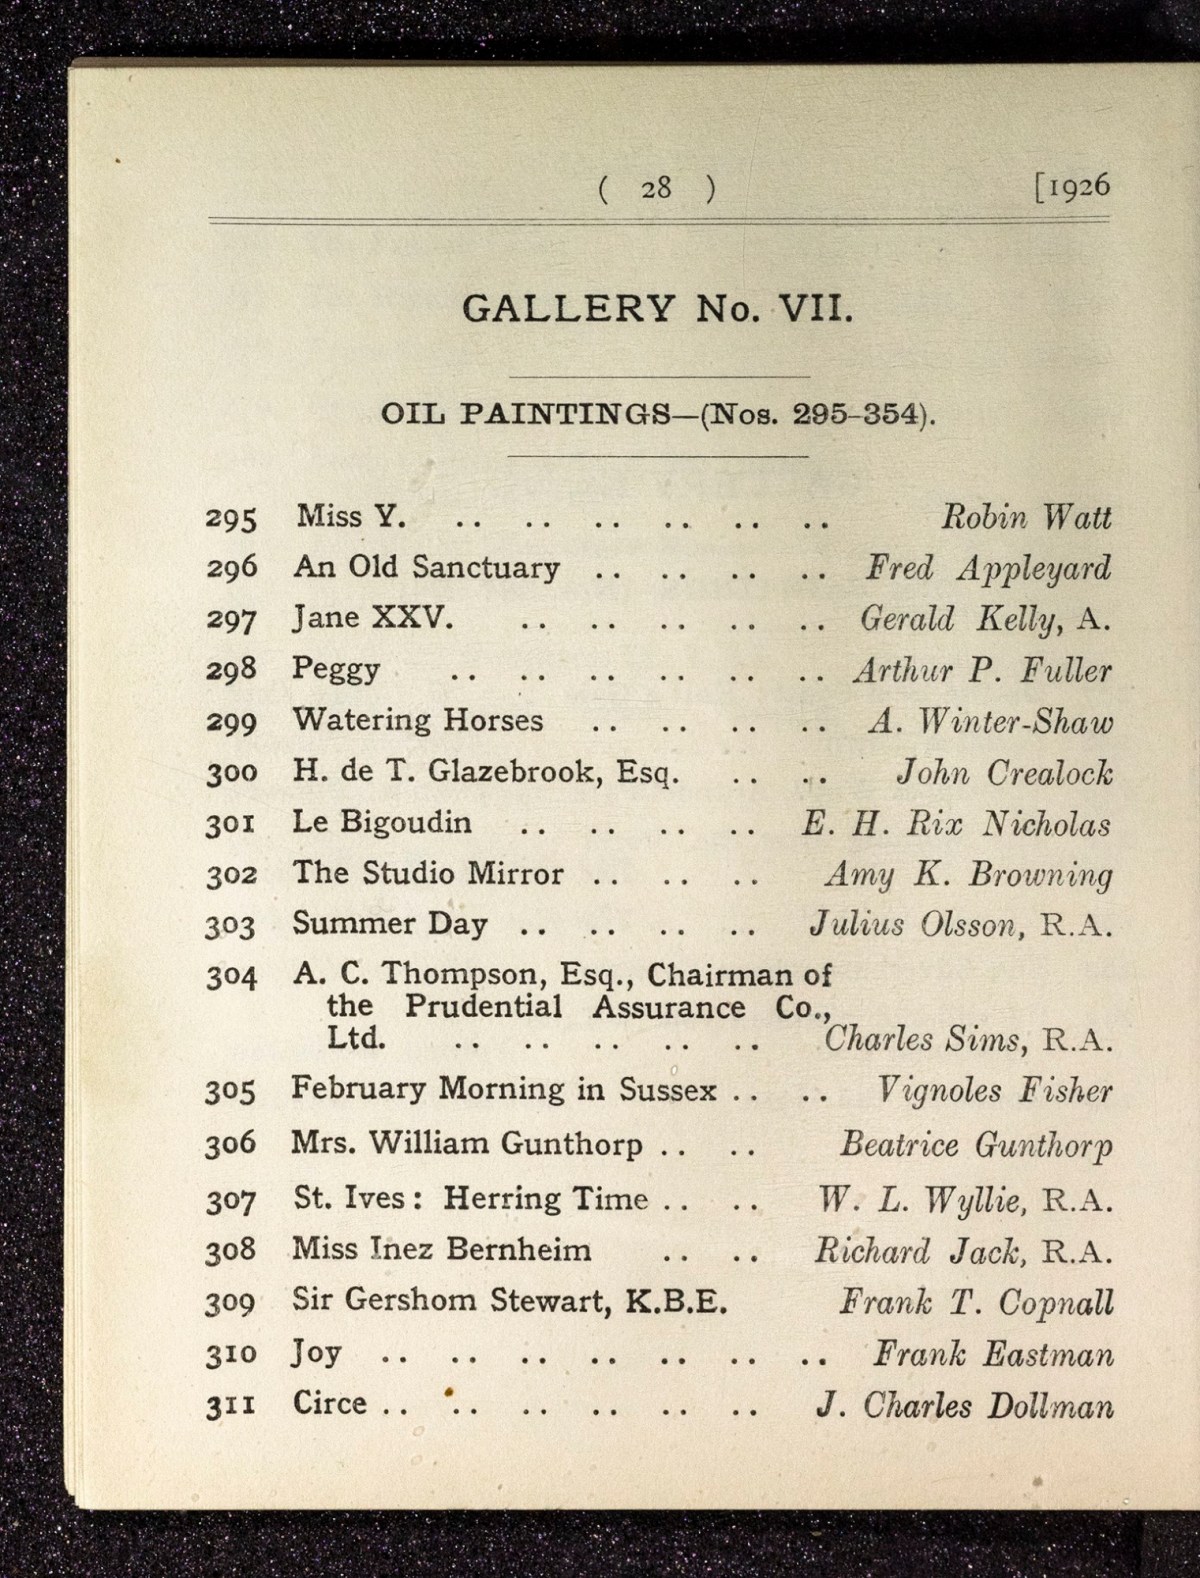 ( 28 ) [1926
GALLERY No. VII.
OIL PAINTINGS—(Nos. 295–354).
295 Miss Y. .. .. .. .. .. .. Robin Watt
296 An Old Sanctuary .. .. .. .. Fred Appleyard
297 Jane XXV. .. .. .. .. .. Gerald Kelly, A.
298 Peggy .. .. .. .. .. .. Arthur P. Fuller
299 Watering Horses .. .. .. .. A. Winter-Shaw
300 H. de T. Glazebrook, Esq. .. .. John Crealock
301 Le Bigoudin .. .. .. .. E. H. Rix Nicholas
302 The Studio Mirror .. .. .. Amy K. Browning
303 Summer Day .. .. .. .. Julius Olsson, R.A.
304 A. C. Thompson, Esq., Chairman of
the Prudential Assurance Co.,
Ltd. .. .. .. .. .. Charles Sims, R.A.
305 February Morning in Sussex .. .. Vignoles Fisher
306 Mrs. William Gunthorp .. .. Beatrice Gunthorp
307 St. Ives: Herring Time .. .. W. L. Wyllie, R.A.
308 Miss Inez Bernheim .. .. Richard Jack, R.A.
309 Sir Gershom Stewart, K.B.E. Frank T. Copnall
310 Joy .. .. .. .. .. .. .. Frank Eastman
311 Circe .. .. .. .. .. .. J. Charles Dollman